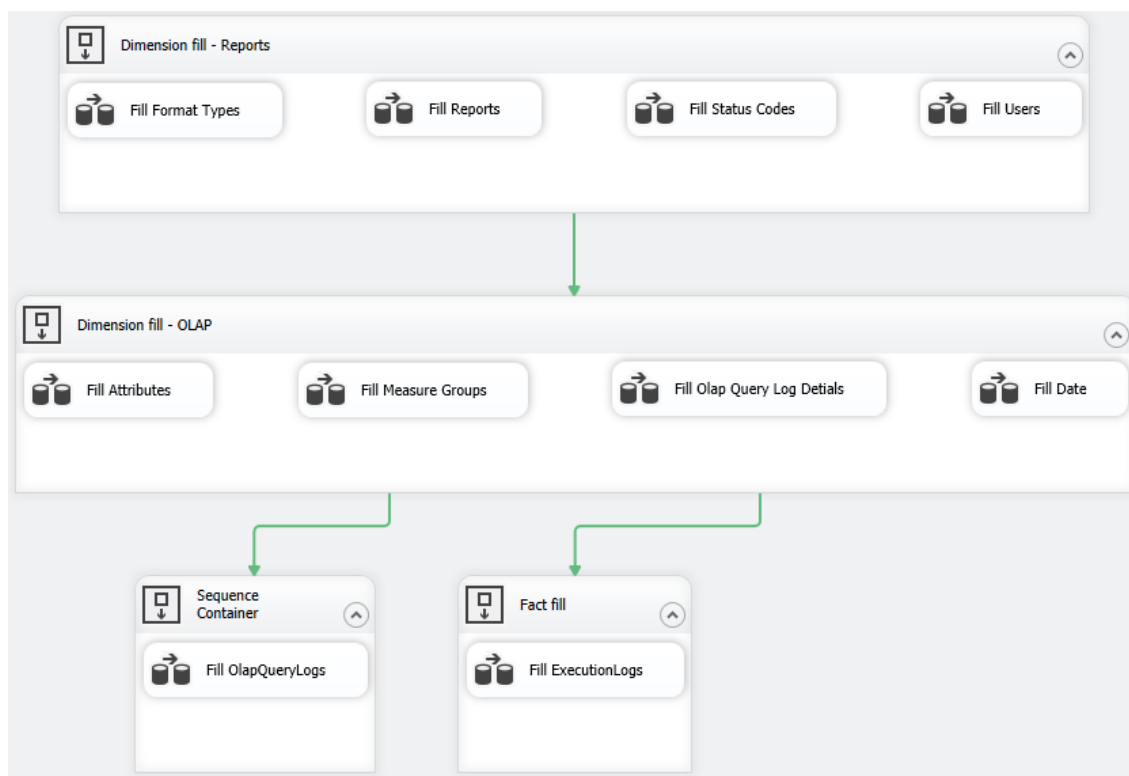 Dimension fill - Reports
Fill Format Types
Fill Reports
Fill Status Codes
Fill Users
Dimension fill - OLAP
Fill Attributes
Fill Measure Groups
Fill Olap Query Log Detials
Fill Date
Sequence
Container
Fill OlapQueryLogs
Fact fill
Fill ExecutionLogs